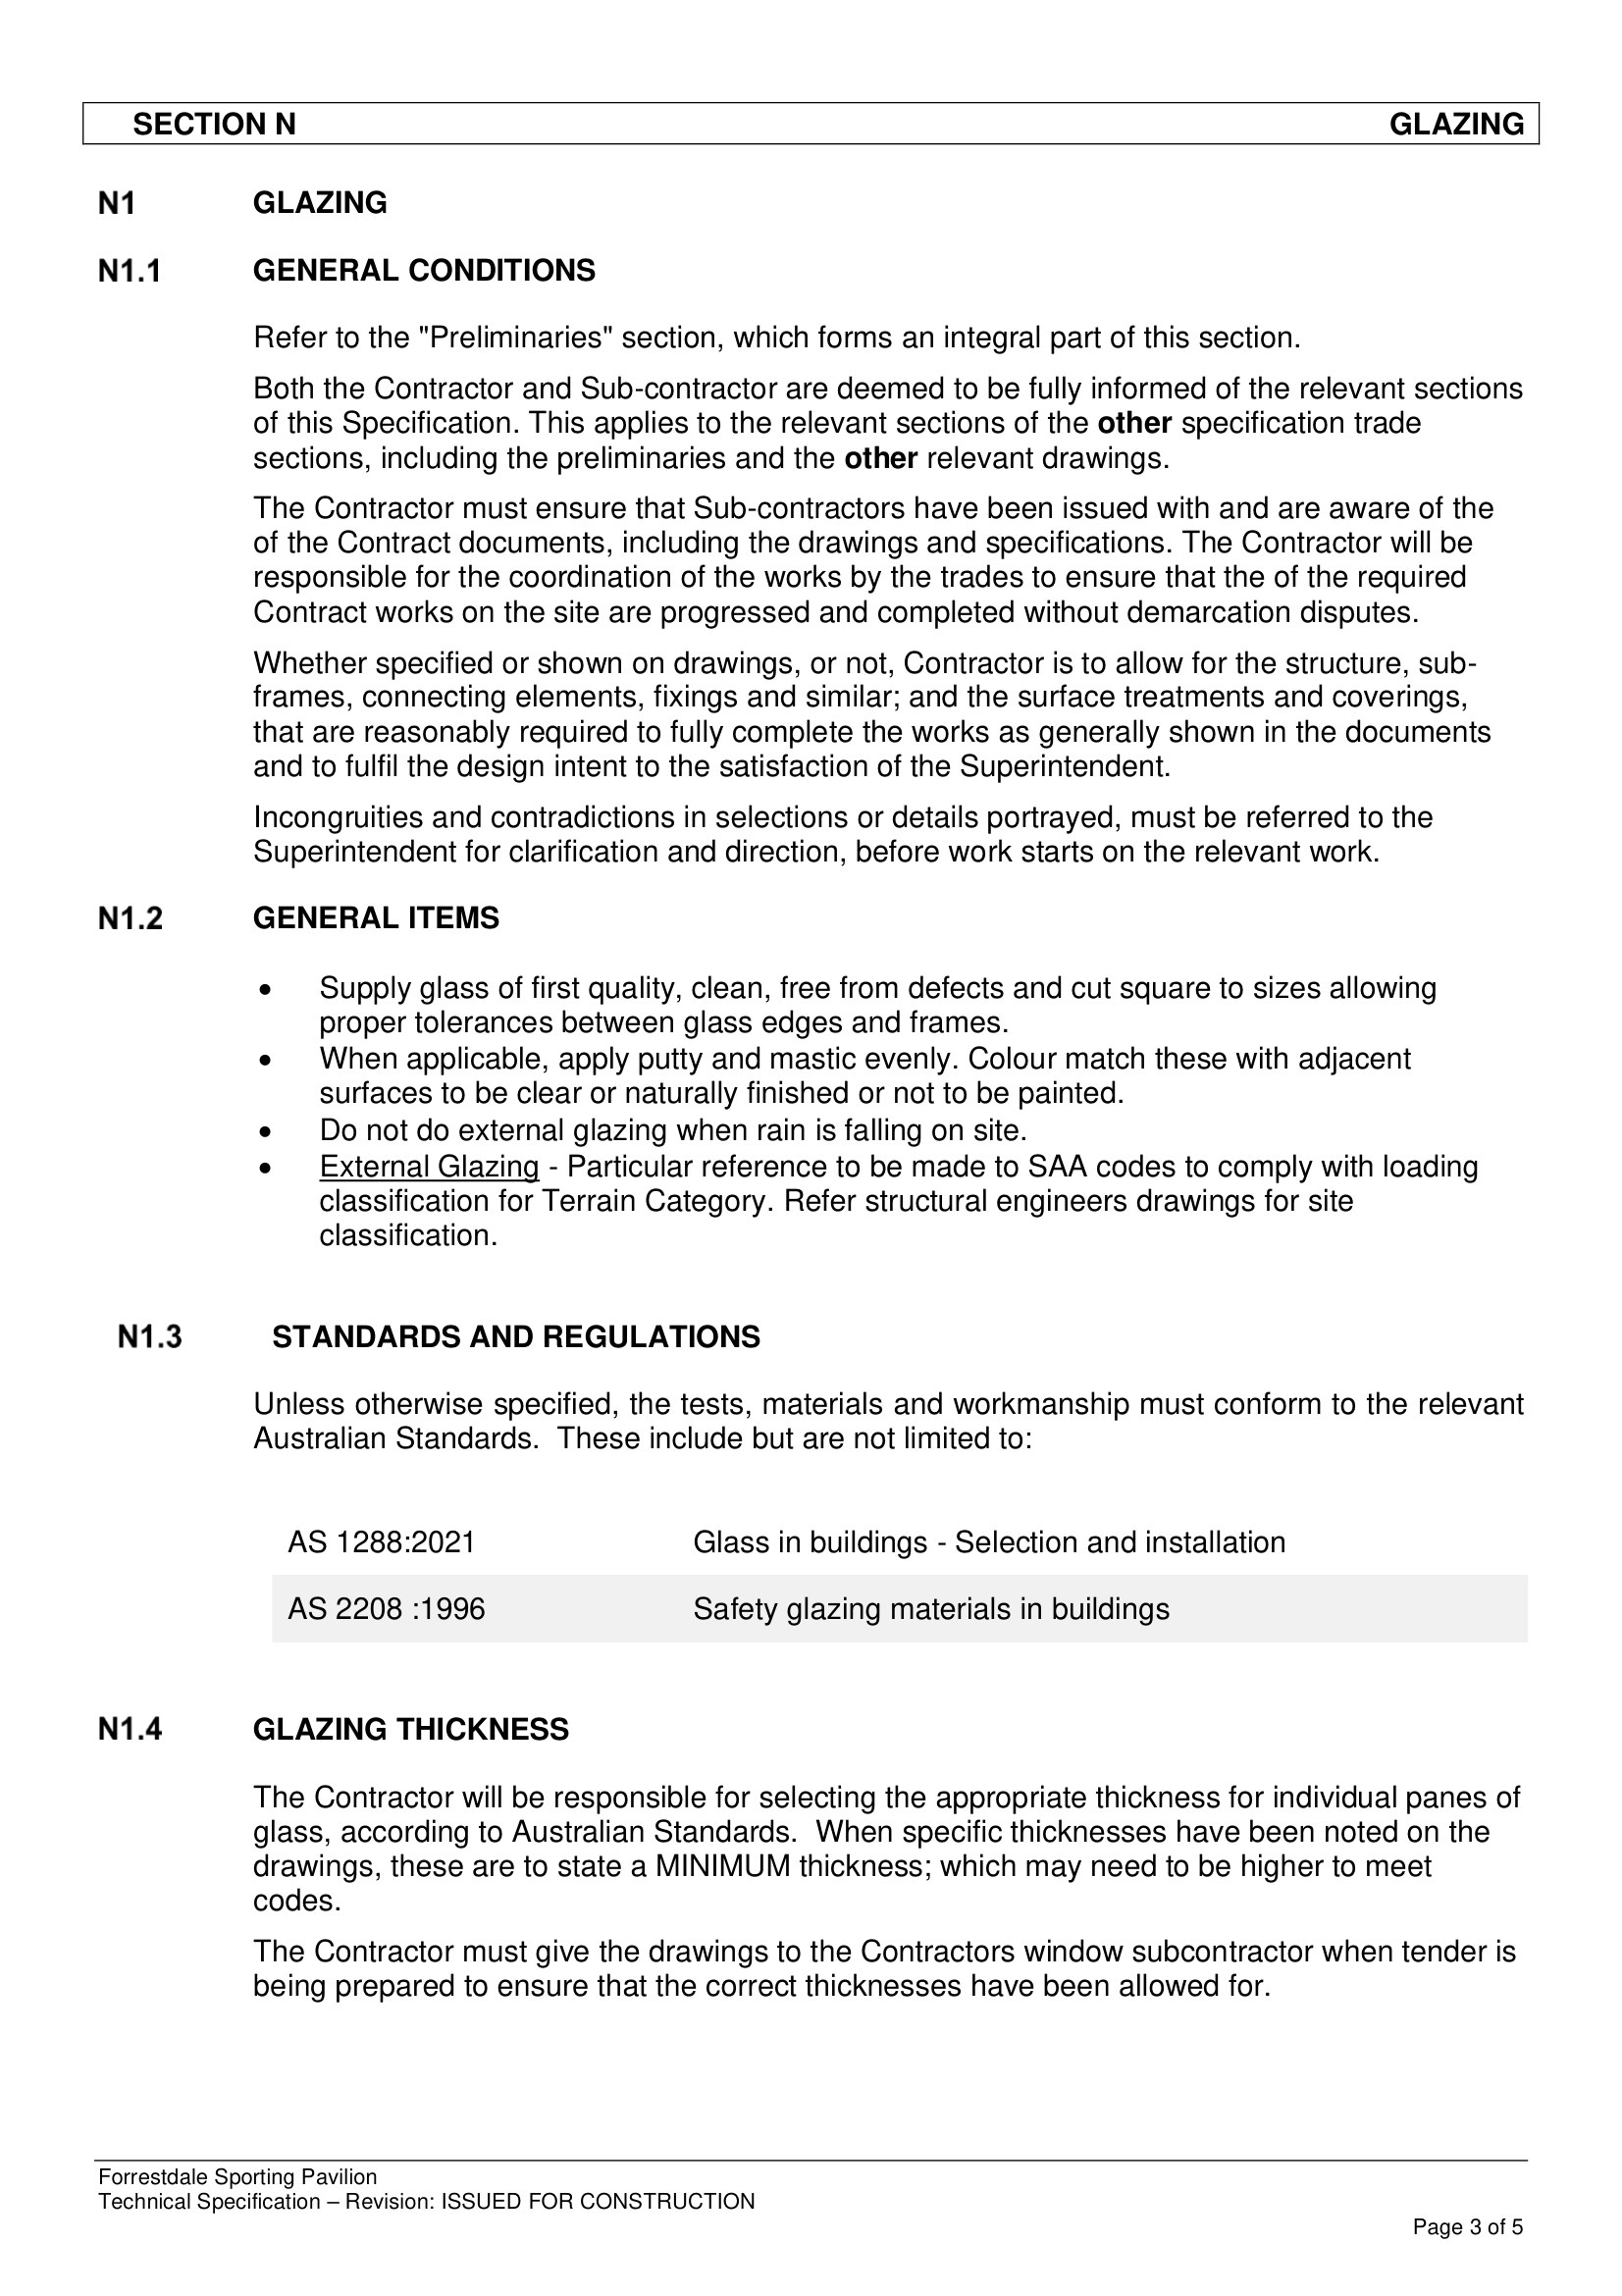 SECTION N GLAZING
N1 GLAZING
N1.1 GENERAL CONDITIONS
Refer to the "Preliminaries" section, which forms an integral part of this section.
Both the Contractor and Sub-contractor are deemed to be fully informed of the relevant sections
of this Specification. This applies to the relevant sections of the other specification trade
sections, including the preliminaries and the other relevant drawings.
The Contractor must ensure that Sub-contractors have been issued with and are aware of the
of the Contract documents, including the drawings and specifications. The Contractor will be
responsible for the coordination of the works by the trades to ensure that the of the required
Contract works on the site are progressed and completed without demarcation disputes.
Whether specified or shown on drawings, or not, Contractor is to allow for the structure, sub-
frames, connecting elements, fixings and similar; and the surface treatments and coverings,
that are reasonably required to fully complete the works as generally shown in the documents
and to fulfil the design intent to the satisfaction of the Superintendent.
Incongruities and contradictions in selections or details portrayed, must be referred to the
Superintendent for clarification and direction, before work starts on the relevant work.
N1.2 GENERAL ITEMS
• Supply glass of first quality, clean, free from defects and cut square to sizes allowing
proper tolerances between glass edges and frames.
• When applicable, apply putty and mastic evenly. Colour match these with adjacent
surfaces to be clear or naturally finished or not to be painted.
• Do not do external glazing when rain is falling on site.
• External Glazing - Particular reference to be made to SAA codes to comply with loading
classification for Terrain Category. Refer structural engineers drawings for site
classification.
N1.3 STANDARDS AND REGULATIONS
Unless otherwise specified, the tests, materials and workmanship must conform to the relevant
Australian Standards.  These include but are not limited to:
AS 1288:2021 Glass in buildings - Selection and installation
AS 2208 :1996 Safety glazing materials in buildings
N1.4 GLAZING THICKNESS
The Contractor will be responsible for selecting the appropriate thickness for individual panes of
glass, according to Australian Standards.  When specific thicknesses have been noted on the
drawings, these are to state a MINIMUM thickness; which may need to be higher to meet
codes.
The Contractor must give the drawings to the Contractors window subcontractor when tender is
being prepared to ensure that the correct thicknesses have been allowed for.
Forrestdale Sporting Pavilion
Technical Specification – Revision: ISSUED FOR CONSTRUCTION
Page 3 of 5